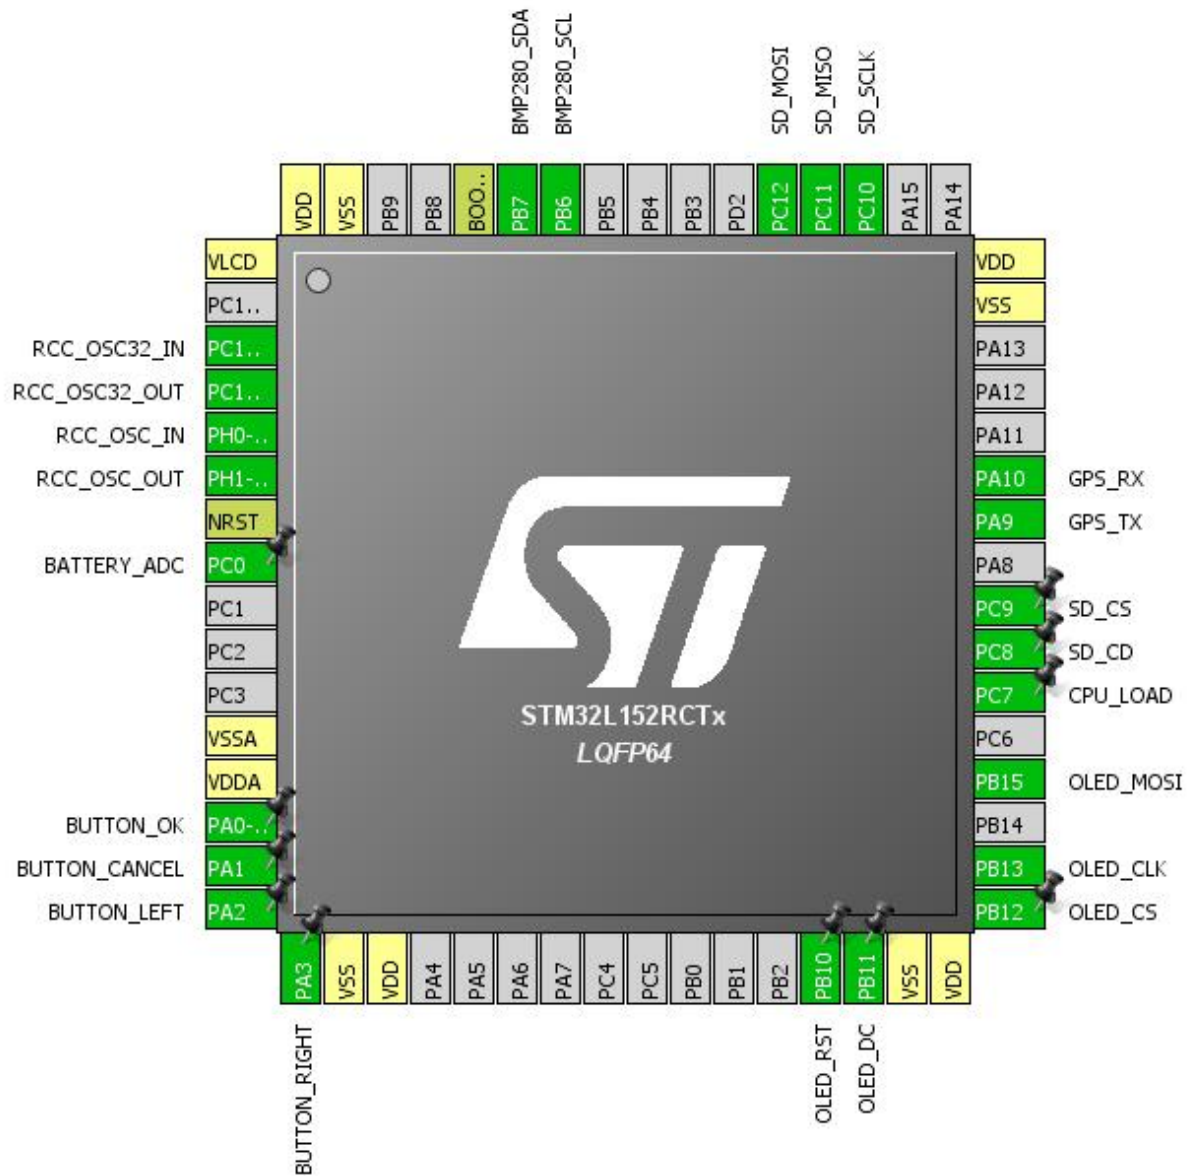 BMP280_SDA
BMP280_SCL
SD_MOSI
SD_MISO
SD_SCLK
VDD
VSS
PB9
PB8
BOO..
PB7
PB6
PB5
PB4
PB3
PD2
PC12
PC11
PC10
PA15
PA14
VLCD
PC1..
RCC_OSC32_IN PC1..
RCC_OSC32_OUT PC1..
RCC_OSC_IN PH0-..
RCC_OSC_OUT PH1-..
NRST
BATTERY_ADC PC0
PC1
PC2
PC3
VSSA
VDDA
BUTTON_OK PA0-..
BUTTON_CANCEL PA1
BUTTON_LEFT PA2
ST
STM32L152RCTx
LQFP64
VDD
VSS
PA13
PA12
PA11
PA10 GPS_RX
PA9 GPS_TX
PA8
PC9 SD_CS
PC8 SD_CD
PC7 CPU_LOAD
PC6
PB15 OLED_MOSI
PB14
PB13 OLED_CLK
PB12 OLED_CS
PA3
VSS
VDD
PA4
PA5
PA6
PA7
PC4
PC5
PB0
PB1
PB2
PB10
PB11
VSS
VDD
BUTTON_RIGHT
OLED_RST
OLED_DC